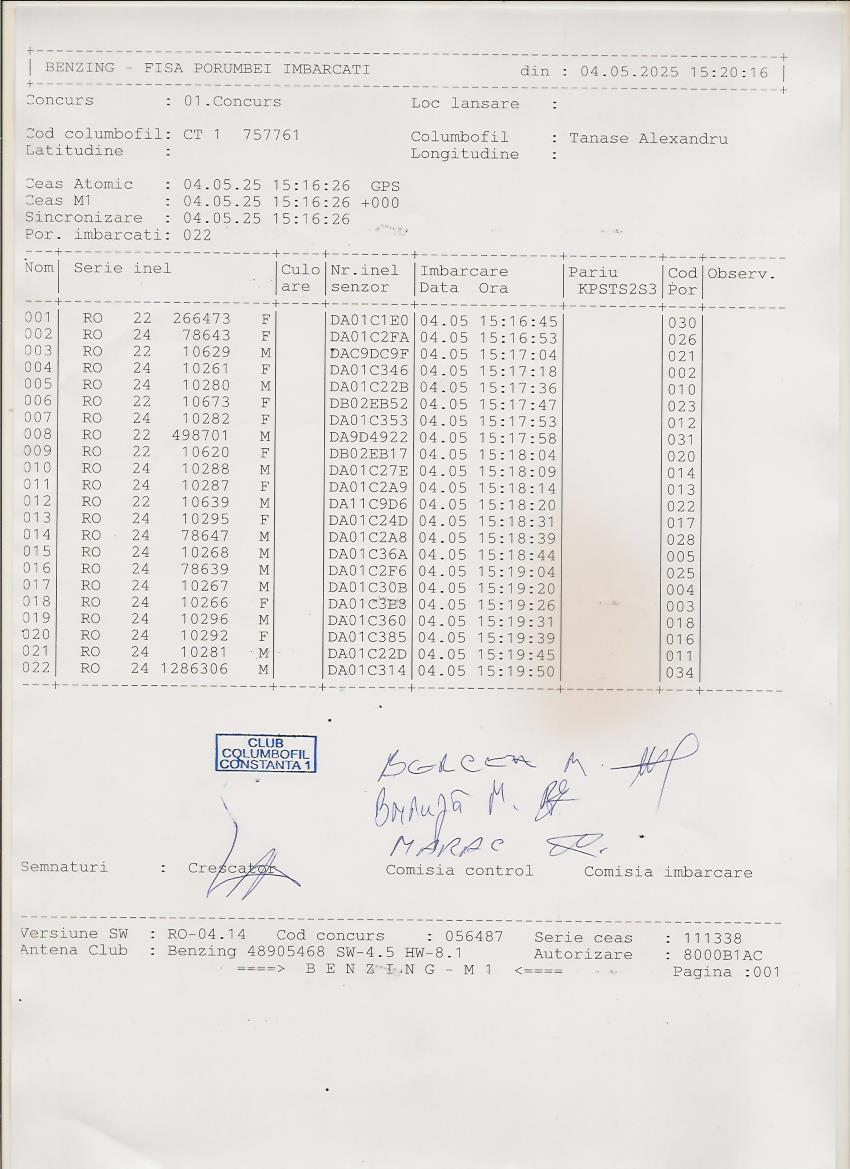 BENZING - FISA PORUMBEI IMBARCATI din : 04.05.2025 15:20:16
Concurs : 01.Concurs Loc lansare :
Cod columbofil: CT 1 757761 Columbofil : Tanase Alexandru
Latitudine : Longitudine :
Ceas Atomic : 04.05.25 15:16:26 GPS
Ceas M1 : 04.05.25 15:16:26 +000
Sincronizare : 04.05.25 15:16:26
Por. imbarcati: 022
Nom Serie inel Culo Nr.inel Imbarcare Pariu Cod Observ.
are senzor Data Ora KPSTS2S3 Por
001 RO 22 266473 F DA01C1E0 04.05 15:16:45 030
002 RO 24 78643 F DA01C2FA 04.05 15:16:53 026
003 RO 22 10629 M DAC9DC9F 04.05 15:17:04 021
004 RO 24 10261 F DA01C346 04.05 15:17:18 002
005 RO 24 10280 M DA01C22B 04.05 15:17:36 010
006 RO 22 10673 F DB02EB52 04.05 15:17:47 023
007 RO 24 10282 F DA01C353 04.05 15:17:53 012
008 RO 22 498701 M DA9D4922 04.05 15:17:58 031
009 RO 22 10620 F DB02EB17 04.05 15:18:04 020
010 RO 24 10288 M DA01C27E 04.05 15:18:09 014
011 RO 24 10287 F DA01C2A9 04.05 15:18:14 013
012 RO 22 10639 M DA11C9D6 04.05 15:18:20 022
013 RO 24 10295 F DA01C24D 04.05 15:18:31 017
014 RO 24 78647 M DA01C2A8 04.05 15:18:39 028
015 RO 24 10268 M DA01C36A 04.05 15:18:44 005
016 RO 24 78639 M DA01C2F6 04.05 15:19:04 025
017 RO 24 10267 M DA01C30B 04.05 15:19:20 004
018 RO 24 10266 F DA01C3E3 04.05 15:19:26 003
019 RO 24 10296 M DA01C360 04.05 15:19:31 018
020 RO 24 10292 F DA01C385 04.05 15:19:39 016
021 RO 24 10281 M DA01C22D 04.05 15:19:45 011
022 RO 24 1286306 M DA01C314 04.05 15:19:50 034
CLUB
COLUMBOFIL
CONSTANTA 1
BERCEA M.
M.
MARAC
Semnaturi : Crescator Comisia control Comisia imbarcare
Versiune SW : RO-04.14 Cod concurs : 056487 Serie ceas : 111338
Antena Club : Benzing 48905468 SW-4.5 HW-8.1 Autorizare : 8000B1AC
====> B E N Z I N G - M 1 <==== Pagina :001